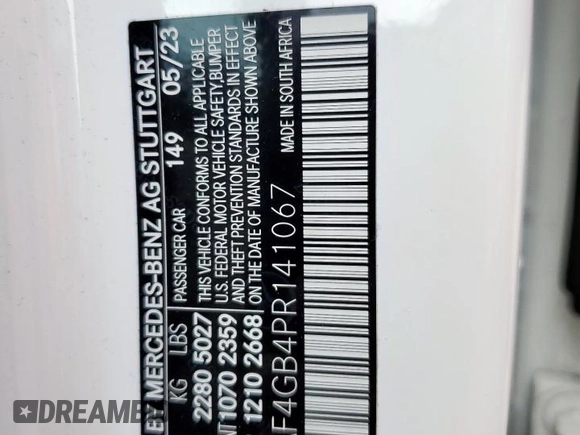 BY MERCEDES-BENZ AG STUTTGART
KG LBS PASSENGER CAR 149 05/23
2280 5027
1070 2359
1210 2668
THIS VEHICLE CONFORMS TO ALL APPLICABLE
U.S. FEDERAL MOTOR VEHICLE SAFETY,BUMPER
AND THEFT PREVENTION STANDARDS IN EFFECT
ON THE DATE OF MANUFACTURE SHOWN ABOVE
F4GB4PR141067
MADE IN SOUTH AFRICA